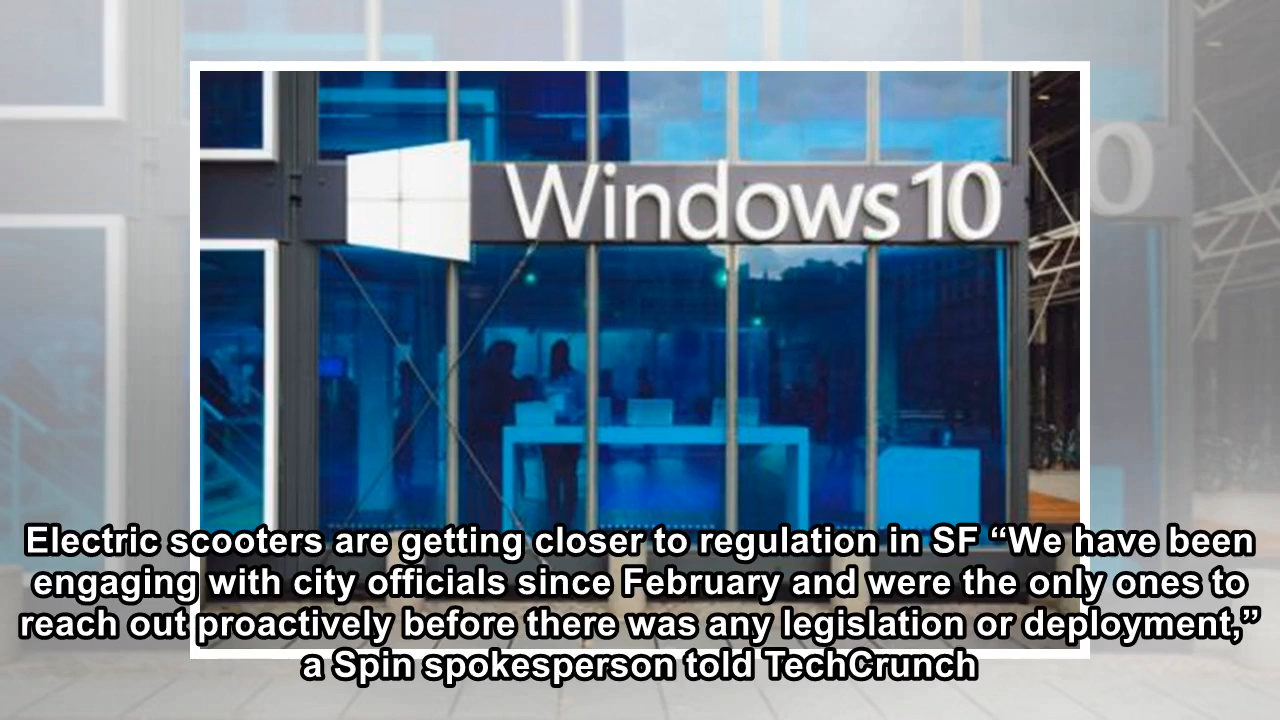 Windows 10
0
Electric scooters are getting closer to regulation in SF “We have been
engaging with city officials since February and were the only ones to
reach out proactively before there was any legislation or deployment,”
a Spin spokesperson told TechCrunch